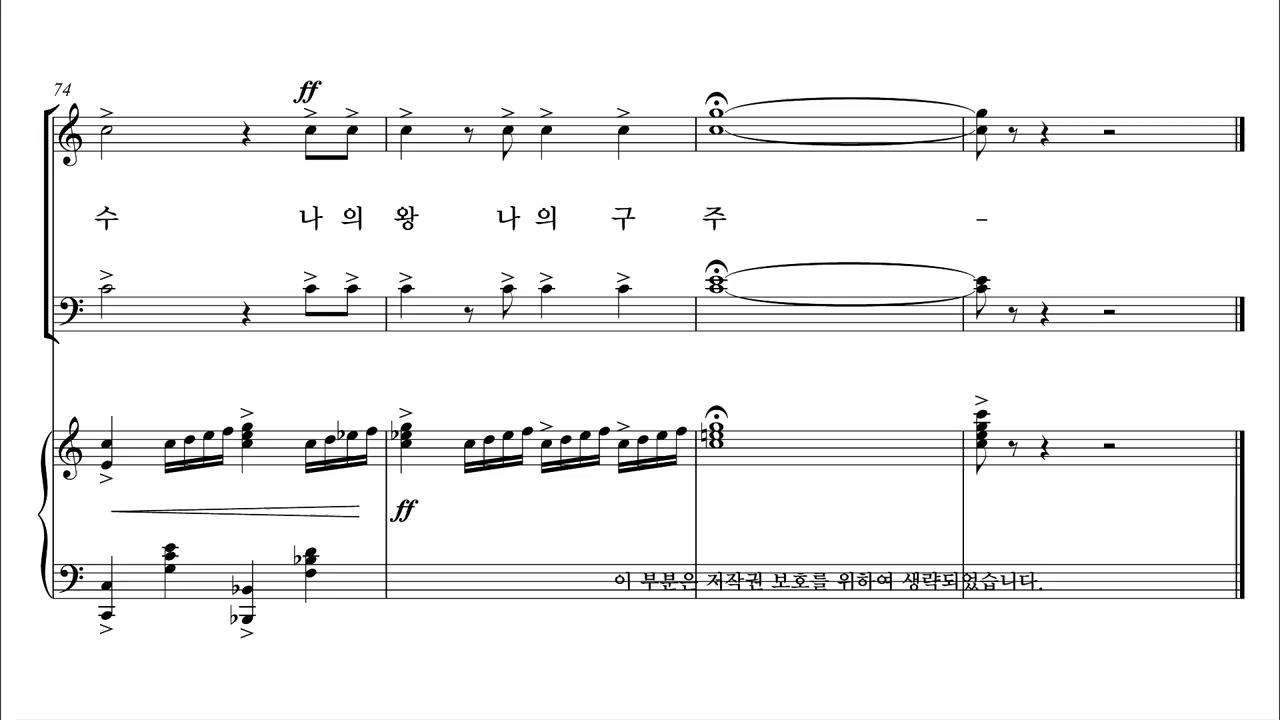 74
ff
수 나 의 왕 나 의 구 주 -
ff
이 부분은 저작권 보호를 위하여 생략되었습니다.